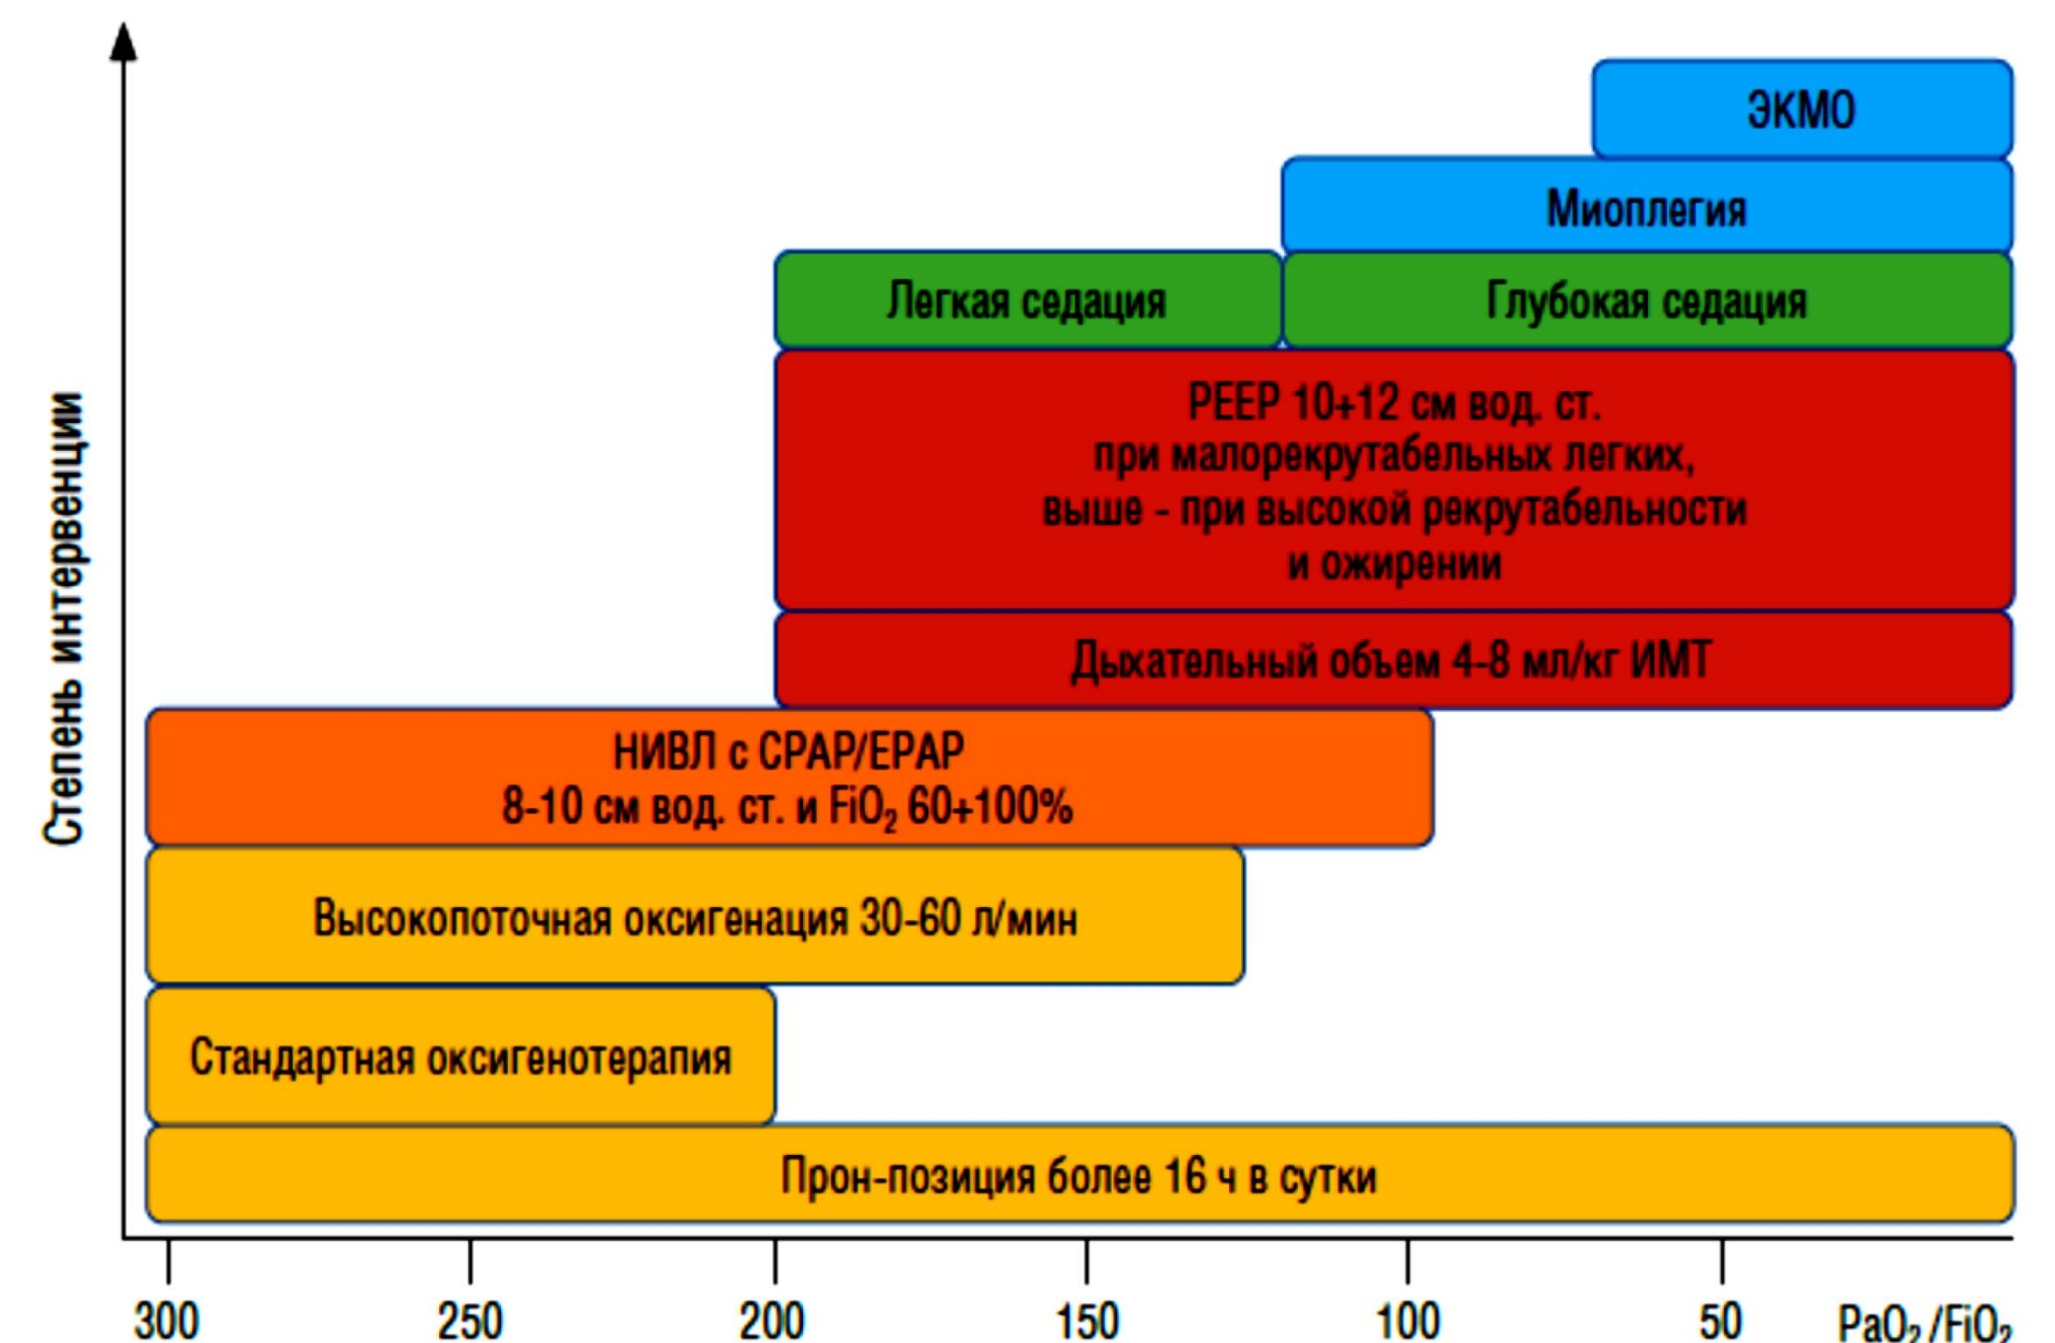 ЭКМО
Миоплегия
Легкая седация
Глубокая седация
PEEP 10+12 см вод. ст.
при малорекрутабельных легких,
выше - при высокой рекрутабельности
и ожирении
Дыхательный объем 4-8 мл/кг ИМТ
НИВЛ с CPAP/EPAP
8-10 см вод. ст. и FiO₂ 60+100%
Высокопоточная оксигенация 30-60 л/мин
Стандартная оксигенотерапия
Прон-позиция более 16 ч в сутки
Степень интервенции
300 250 200 150 100 50 PaO₂/FiO₂